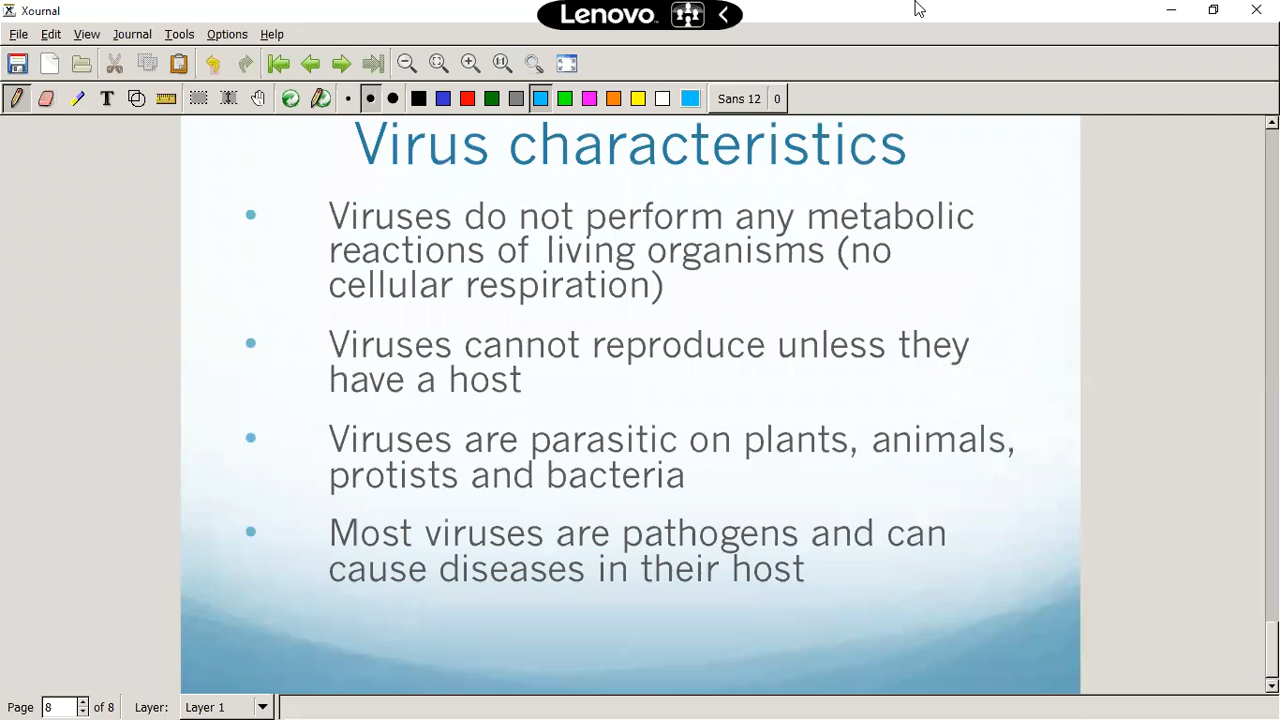 Xournal
Lenovo
File Edit View Journal Tools Options Help
Sans 12 0
Virus characteristics
• Viruses do not perform any metabolic
reactions of living organisms (no
cellular respiration)
• Viruses cannot reproduce unless they
have a host
• Viruses are parasitic on plants, animals,
protists and bacteria
• Most viruses are pathogens and can
cause diseases in their host
Page 8 of 8 Layer: Layer 1